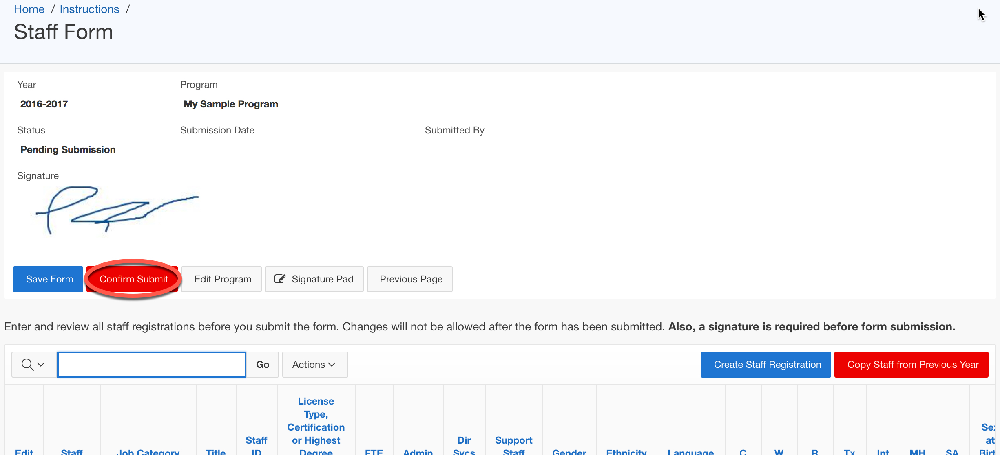 Home / Instructions /
Staff Form
Year Program
2016-2017 My Sample Program
Status Submission Date Submitted By
Pending Submission
Signature
Save Form Confirm Submit Edit Program Signature Pad Previous Page
Enter and review all staff registrations before you submit the form. Changes will not be allowed after the form has been submitted. Also, a signature is required before form submission.
Go Actions Create Staff Registration Copy Staff from Previous Year
License
Type,
Certification Sex
Staff or Highest Dir Support at
Edit Staff Job Category Title ID Degree FTE Admin Svcs Staff Gender Ethnicity Language C W R Tx Int MH SA Birt